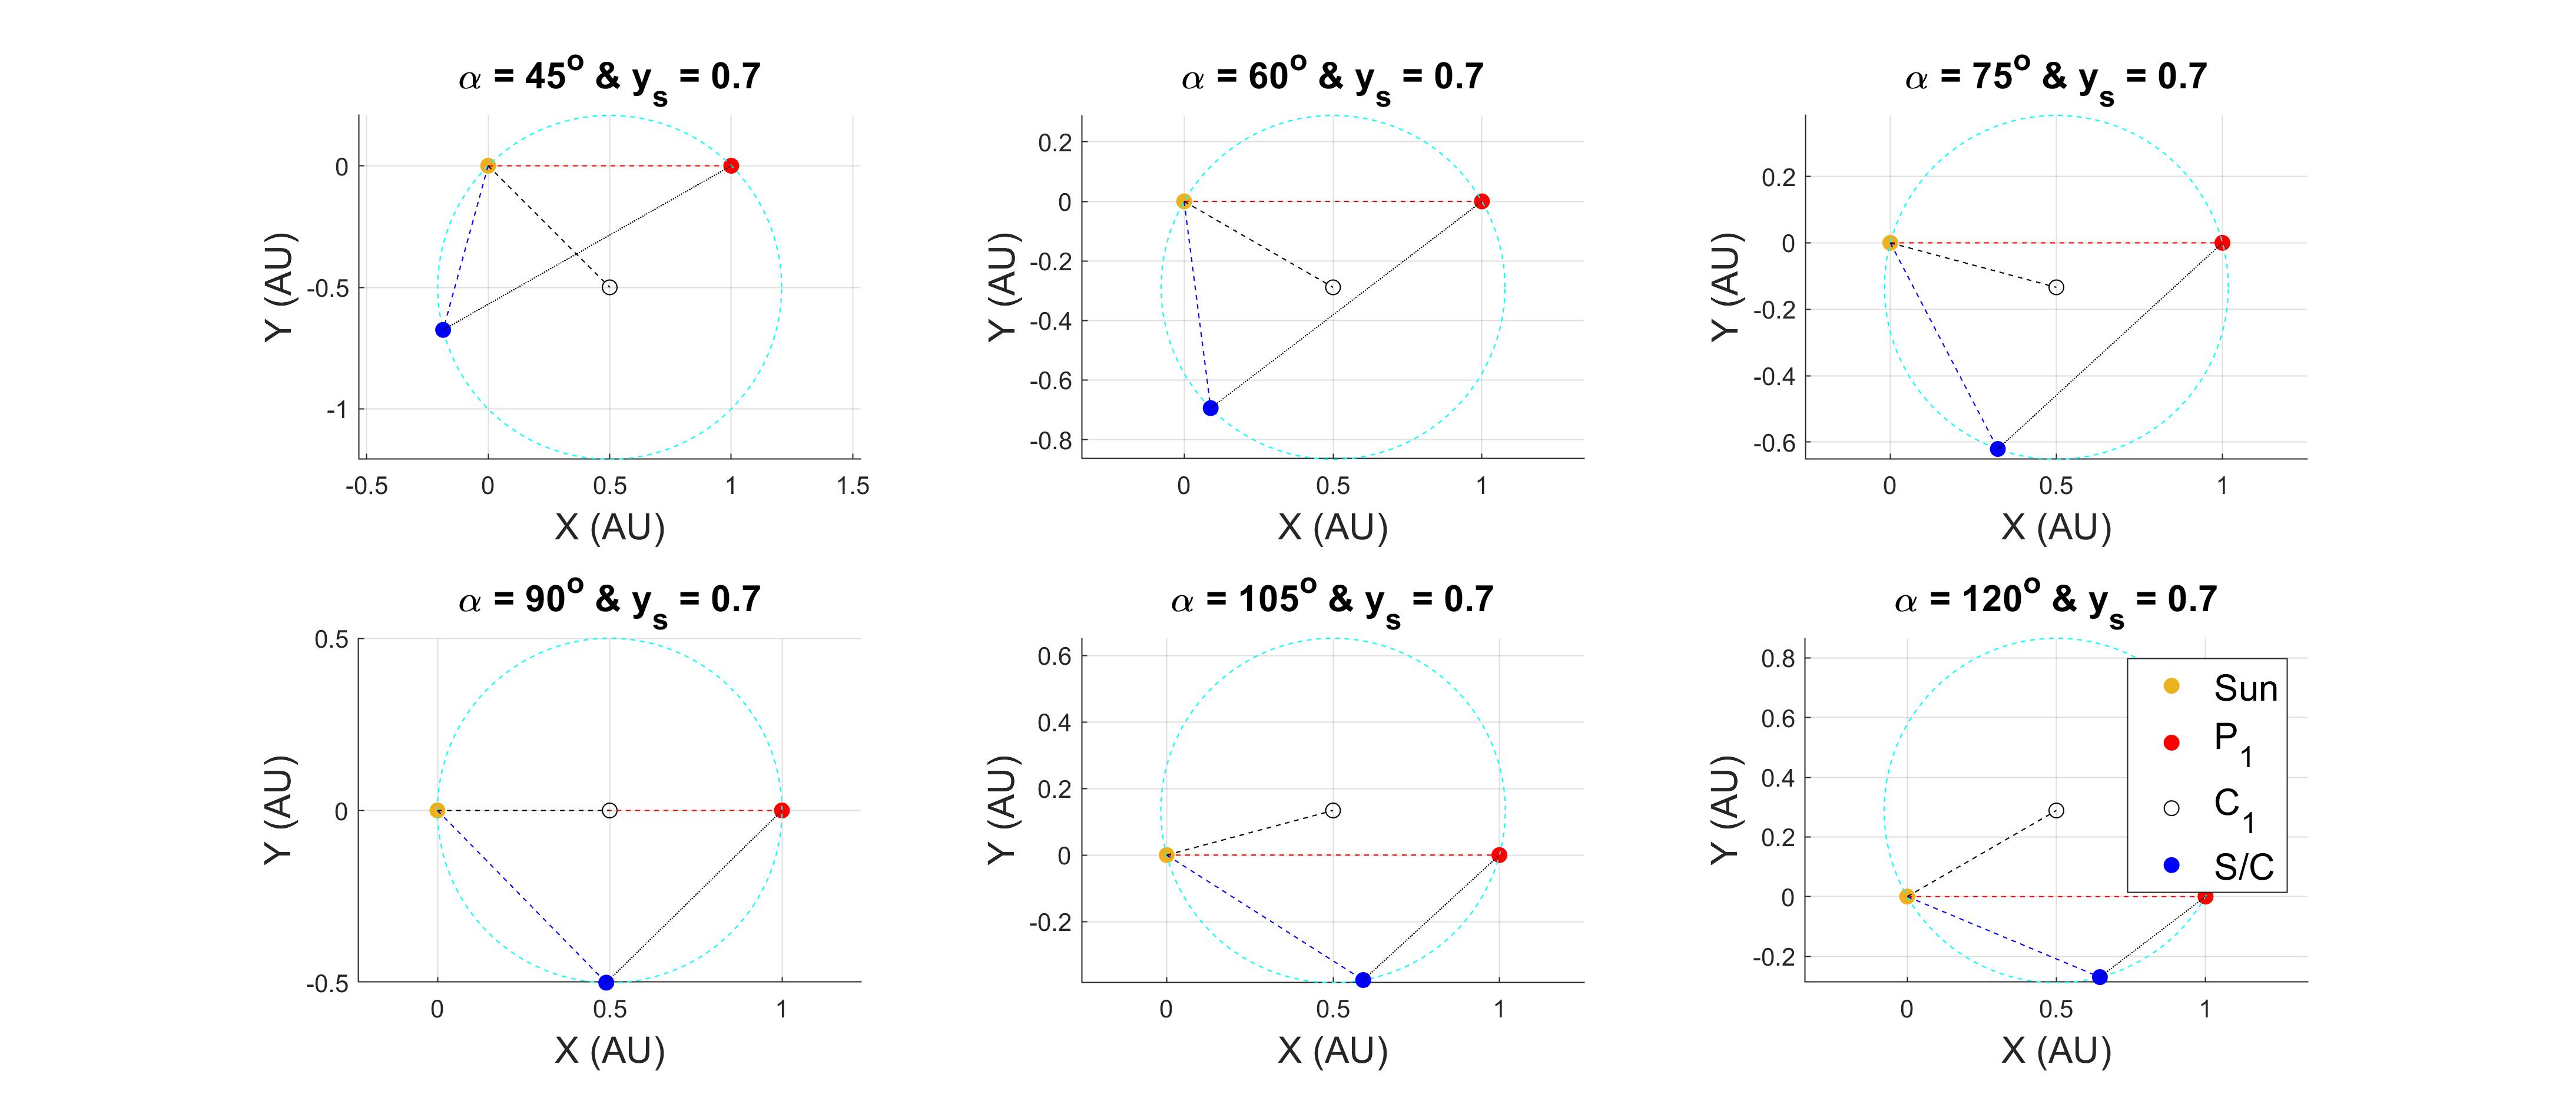 α = 45° & yₛ = 0.7
0
-0.5
-1
Y (AU)
-0.5 0 0.5 1 1.5
X (AU)
α = 60° & yₛ = 0.7
0.2
0
-0.2
-0.4
-0.6
-0.8
Y (AU)
0 0.5 1
X (AU)
α = 75° & yₛ = 0.7
0.2
0
-0.2
-0.4
-0.6
Y (AU)
0 0.5 1
X (AU)
α = 90° & yₛ = 0.7
0.5
0
-0.5
Y (AU)
0 0.5 1
X (AU)
α = 105° & yₛ = 0.7
0.6
0.4
0.2
0
-0.2
Y (AU)
0 0.5 1
X (AU)
α = 120° & yₛ = 0.7
0.8
0.6
0.4
0.2
0
-0.2
Y (AU)
0 0.5 1
X (AU)
Sun
P₁
C₁
S/C